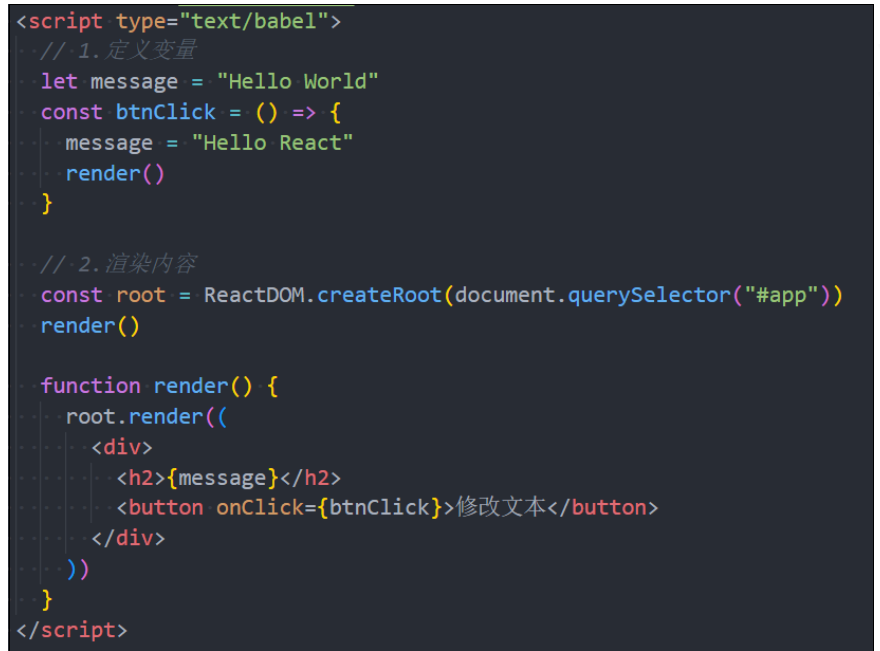 <script type="text/babel">
// 1.定义变量
let message = "Hello World"
const btnClick = () => {
message = "Hello React"
render()
}
// 2.渲染内容
const root = ReactDOM.createRoot(document.querySelector("#app"))
render()
function render() {
root.render((
<div>
<h2>{message}</h2>
<button onClick={btnClick}>修改文本</button>
</div>
))
}
</script>